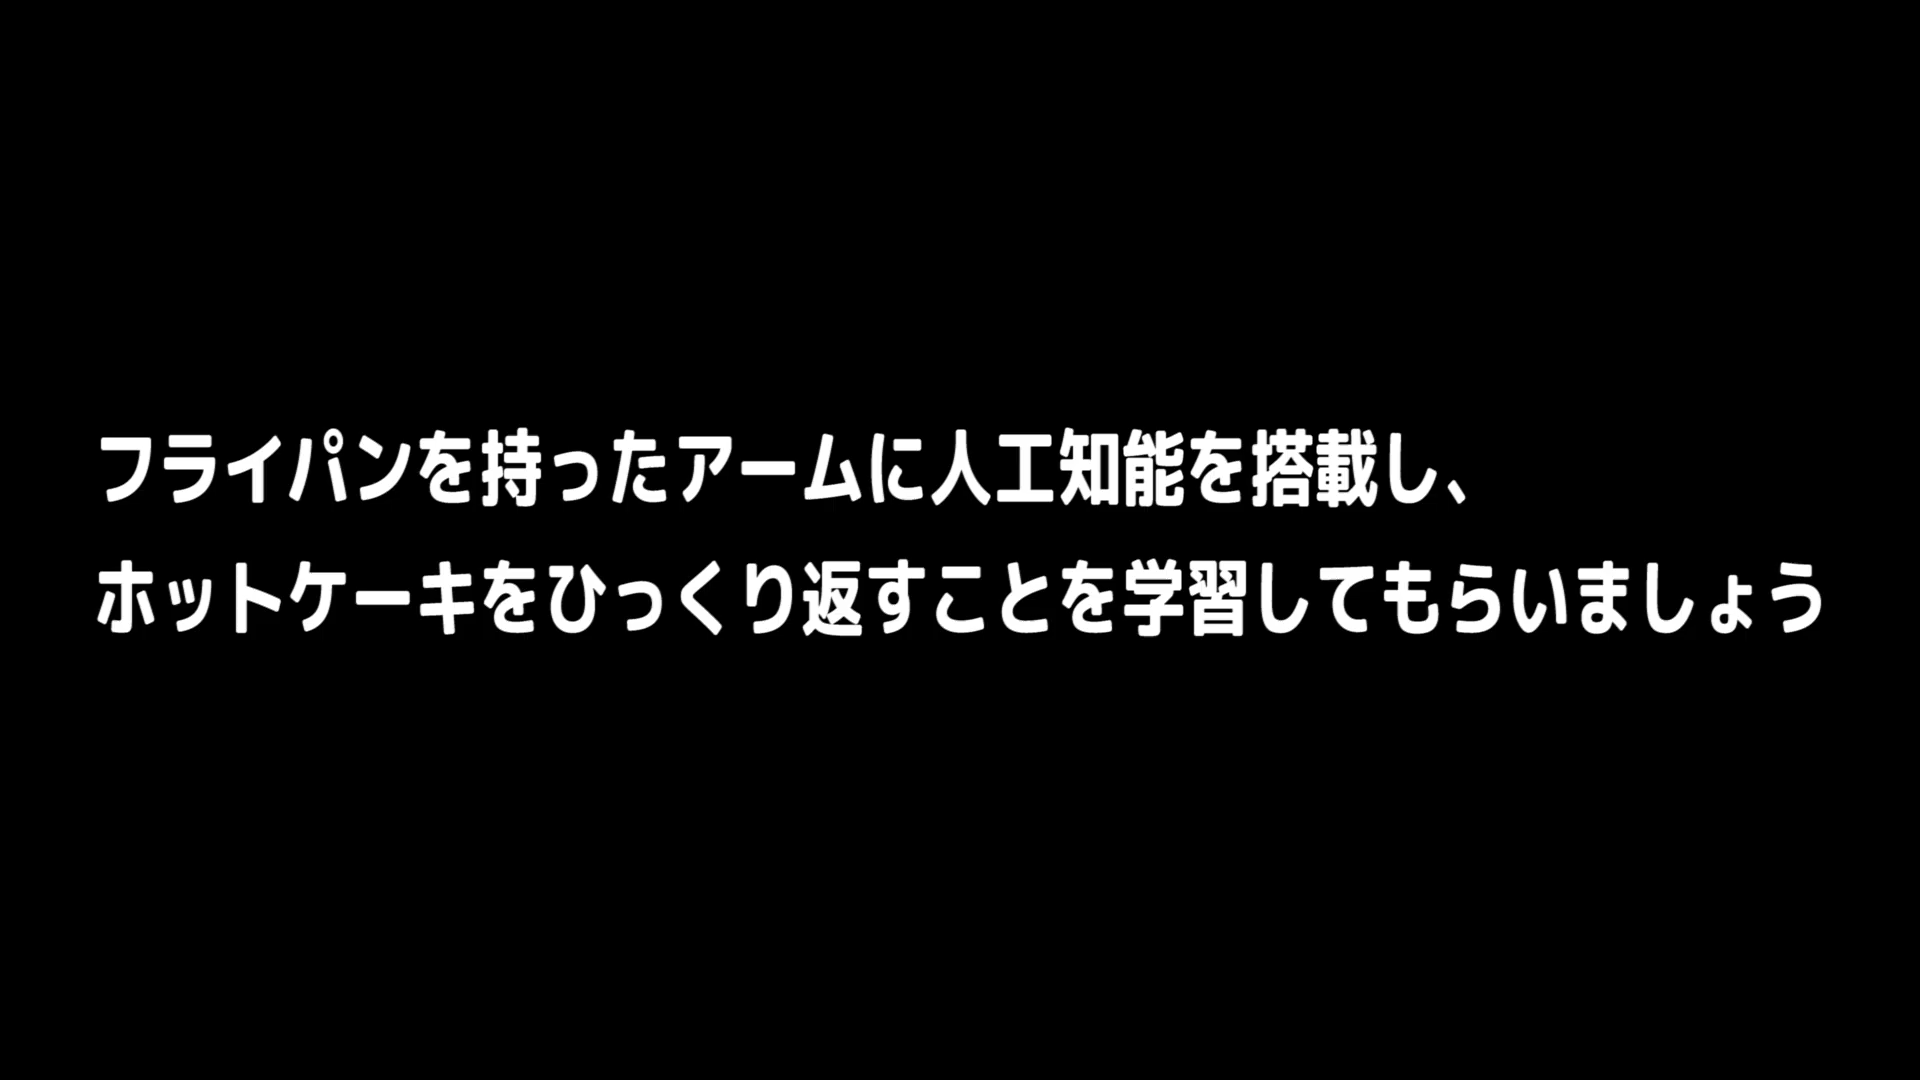 フライパンを持ったアームに人工知能を搭載し、
ホットケーキをひっくり返すことを学習してもらいましょう